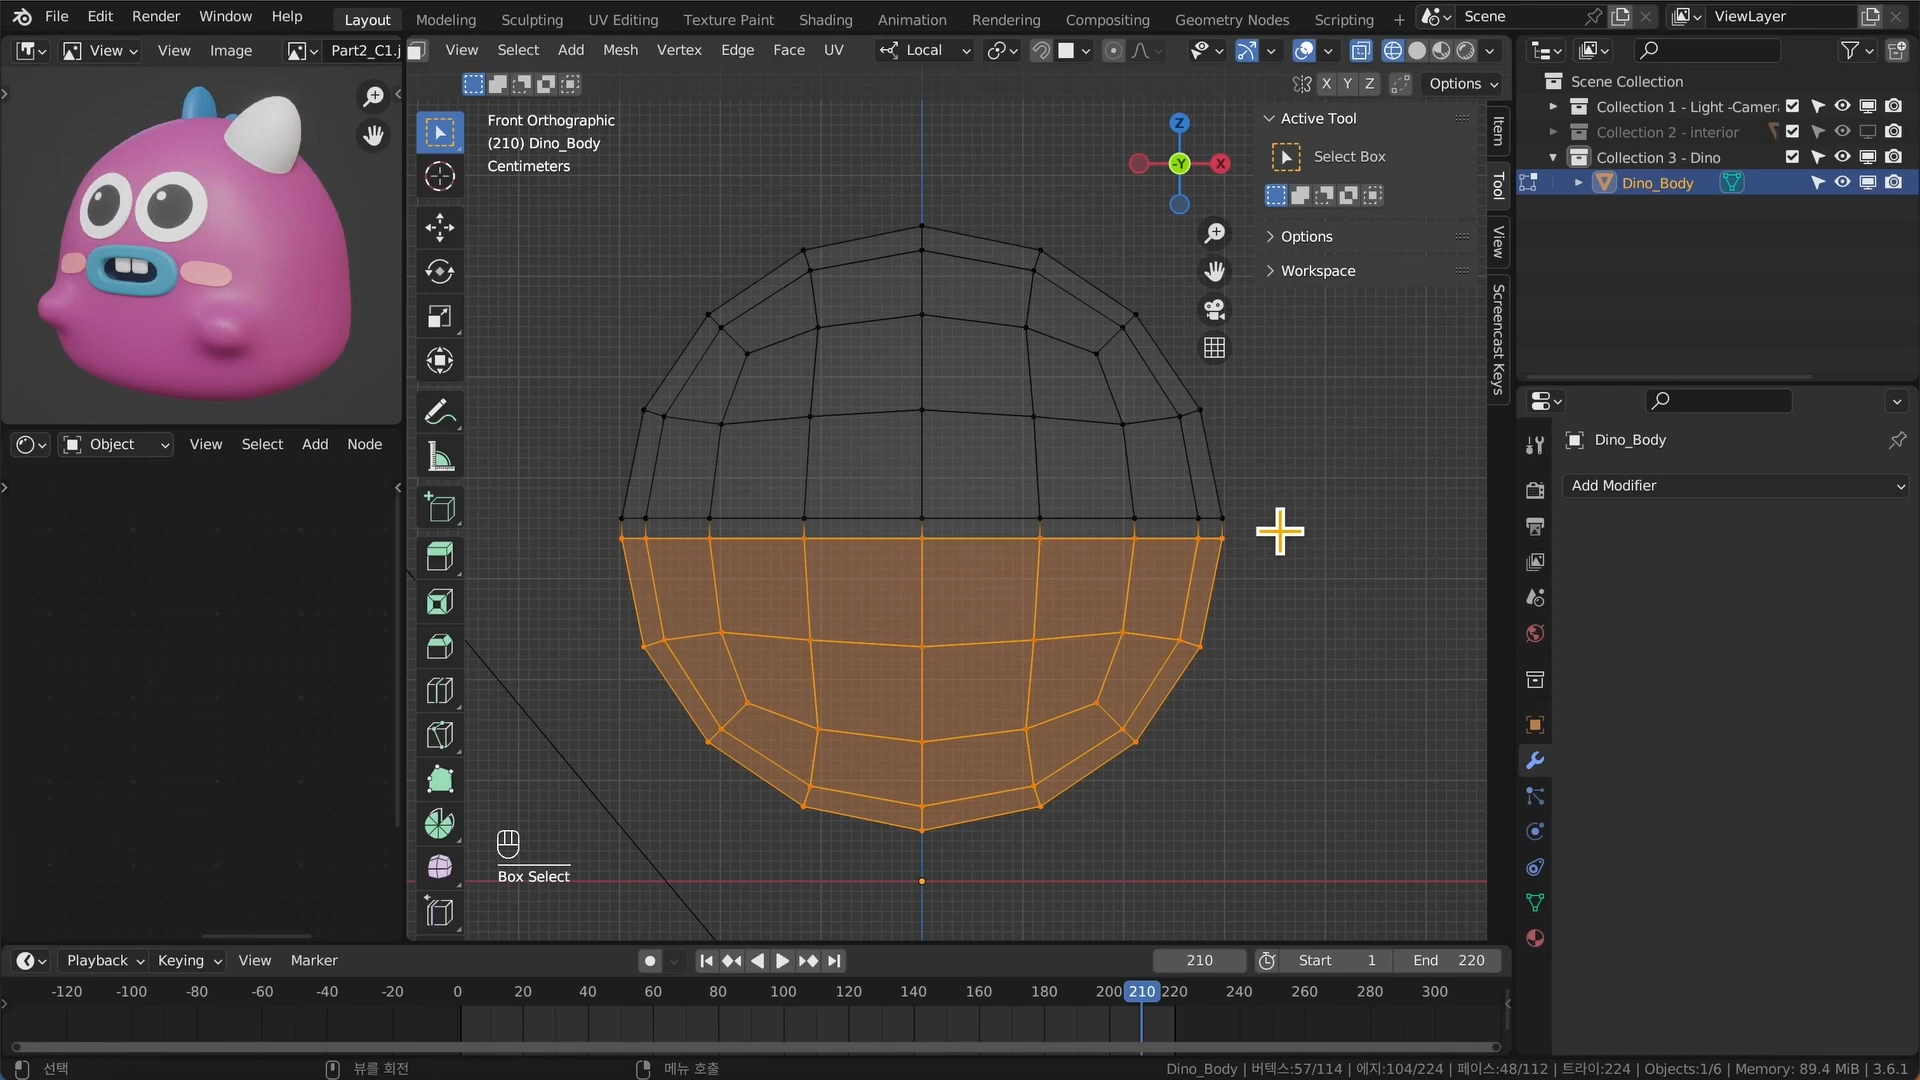 File Edit Render Window Help Layout Modeling Sculpting UV Editing Texture Paint Shading Animation Rendering Compositing Geometry Nodes Scripting + Scene ViewLayer
View View Image Part2_C1.j View Select Add Mesh Vertex Edge Face UV Local
X Y Z Options
Front Orthographic
(210) Dino_Body
Centimeters
Z
-Y
X
Active Tool
Select Box
Options
Workspace
Item
Tool
View
Screencast Keys
Scene Collection
Collection 1 - Light -Camer
Collection 2 - interior
Collection 3 - Dino
Dino_Body
Dino_Body
Add Modifier
Object View Select Add Node
Box Select
Playback Keying View Marker 210 Start 1 End 220
-120 -100 -80 -60 -40 -20 0 20 40 60 80 100 120 140 160 180 200 210 220 240 260 280 300
선택 뷰를 회전 메뉴 호출 Dino_Body | 버텍스:57/114 | 에지:104/224 | 페이스:48/112 | 트라이:224 | Objects:1/6 | Memory: 89.4 MiB | 3.6.1